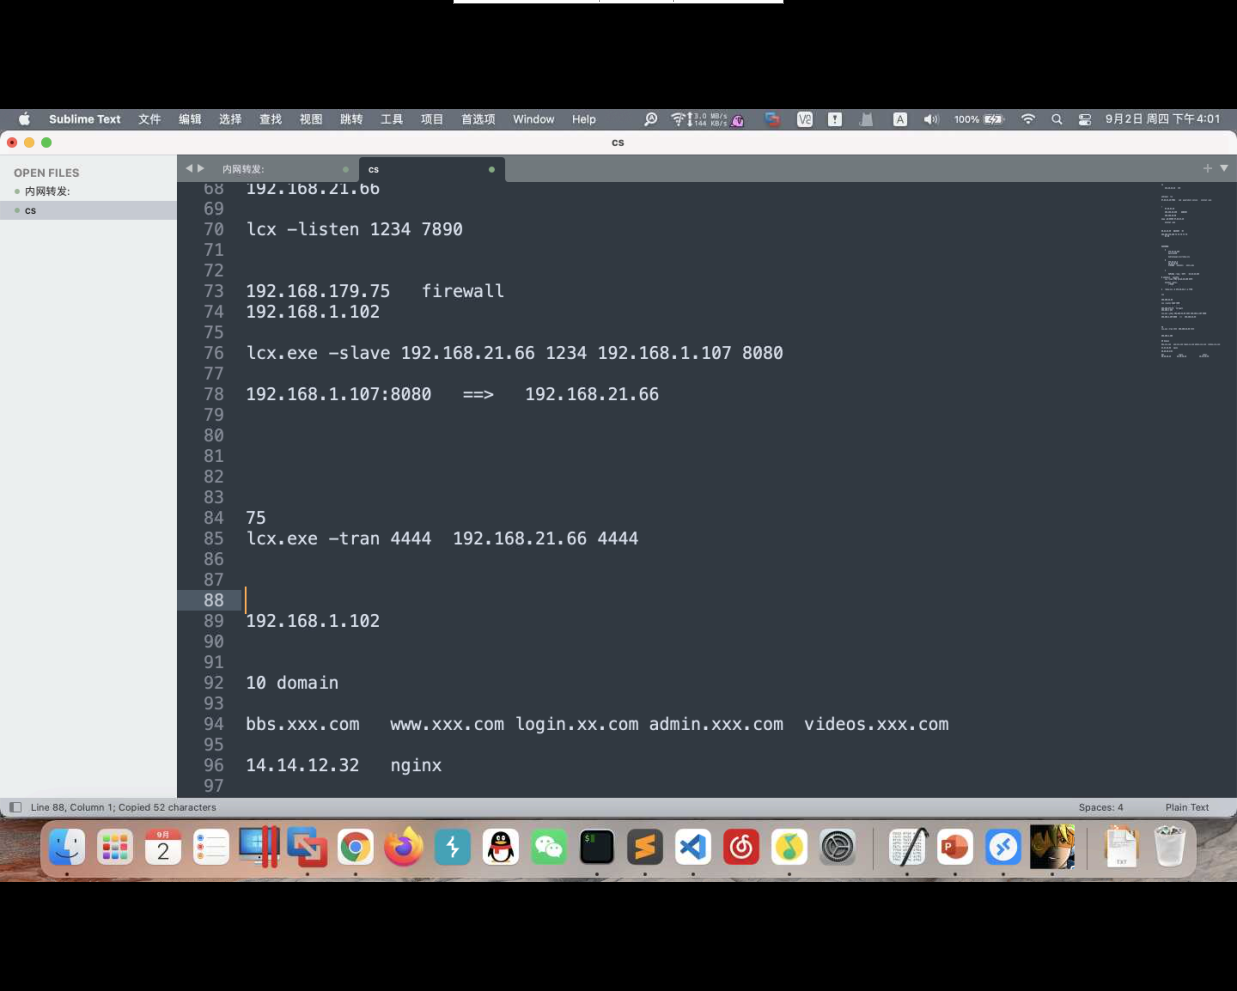 Sublime Text 文件 编辑 选择 查找 视图 跳转 工具 项目 首选项 Window Help 3.0 MB/s 144 KB/s A 100% 9月2日 周四 下午4:01
cs
OPEN FILES
内网转发:
cs
内网转发: cs
68 192.168.21.66
69
70 lcx -listen 1234 7890
71
72
73 192.168.179.75 firewall
74 192.168.1.102
75
76 lcx.exe -slave 192.168.21.66 1234 192.168.1.107 8080
77
78 192.168.1.107:8080 ==> 192.168.21.66
79
80
81
82
83
84 75
85 lcx.exe -tran 4444 192.168.21.66 4444
86
87
88
89 192.168.1.102
90
91
92 10 domain
93
94 bbs.xxx.com www.xxx.com login.xx.com admin.xxx.com videos.xxx.com
95
96 14.14.12.32 nginx
97
Line 88, Column 1; Copied 52 characters Spaces: 4 Plain Text
9月
2
TXT